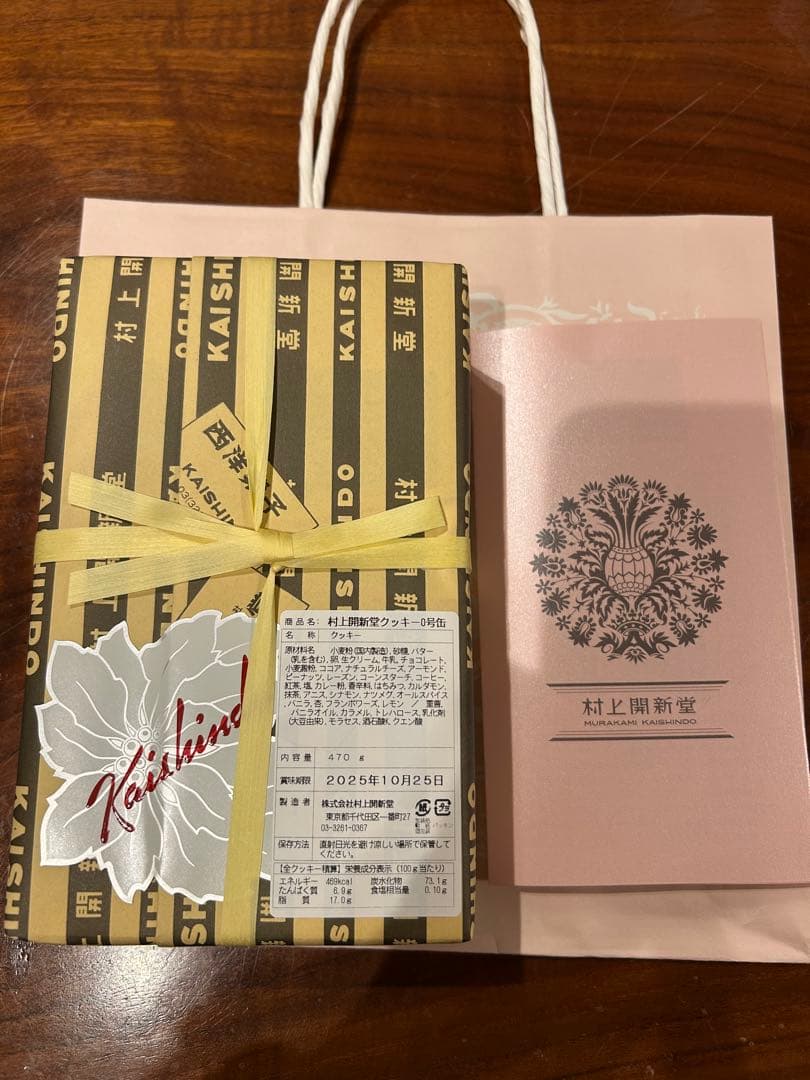 村上開
KAISHI
開新堂
KAISHINDO
西洋菓子
KAISHINDO
村上開新堂
KAISHINDO
Kaishindo
商品名: 村上開新堂クッキー0号缶
名 称 クッキー
原材料名 小麦粉(国内製造)、砂糖、バター
(乳を含む)、卵、生クリーム、牛乳、チョコレート、
小麦澱粉、ココア、ナチュラルチーズ、アーモンド、
ピーナッツ、レーズン、コーンスターチ、コーヒー、
紅茶、塩、カレー粉、香辛料、はちみつ、カルダモン、
抹茶、アニス、シナモン、ナツメグ、オールスパイス
、バニラ、杏、フランボワーズ、レモン / 重曹、
バニラオイル、カラメル、トレハロース、乳化剤
(大豆由来)、モラセス、酒石酸K、クエン酸
内容量 470 g
賞味期限 2025年10月25日
製造者 株式会社村上開新堂
東京都千代田区一番町27
03-3261-0367
保存方法 直射日光を避け涼しい場所で保管して
ください。
【全クッキー積算】栄養成分表示(100g当たり)
エネルギー 469kcal 炭水化物 73.1g
たんぱく質 6.9g 食塩相当量 0.10g
脂 質 17.0g
村上開新堂
MURAKAMI KAISHINDO